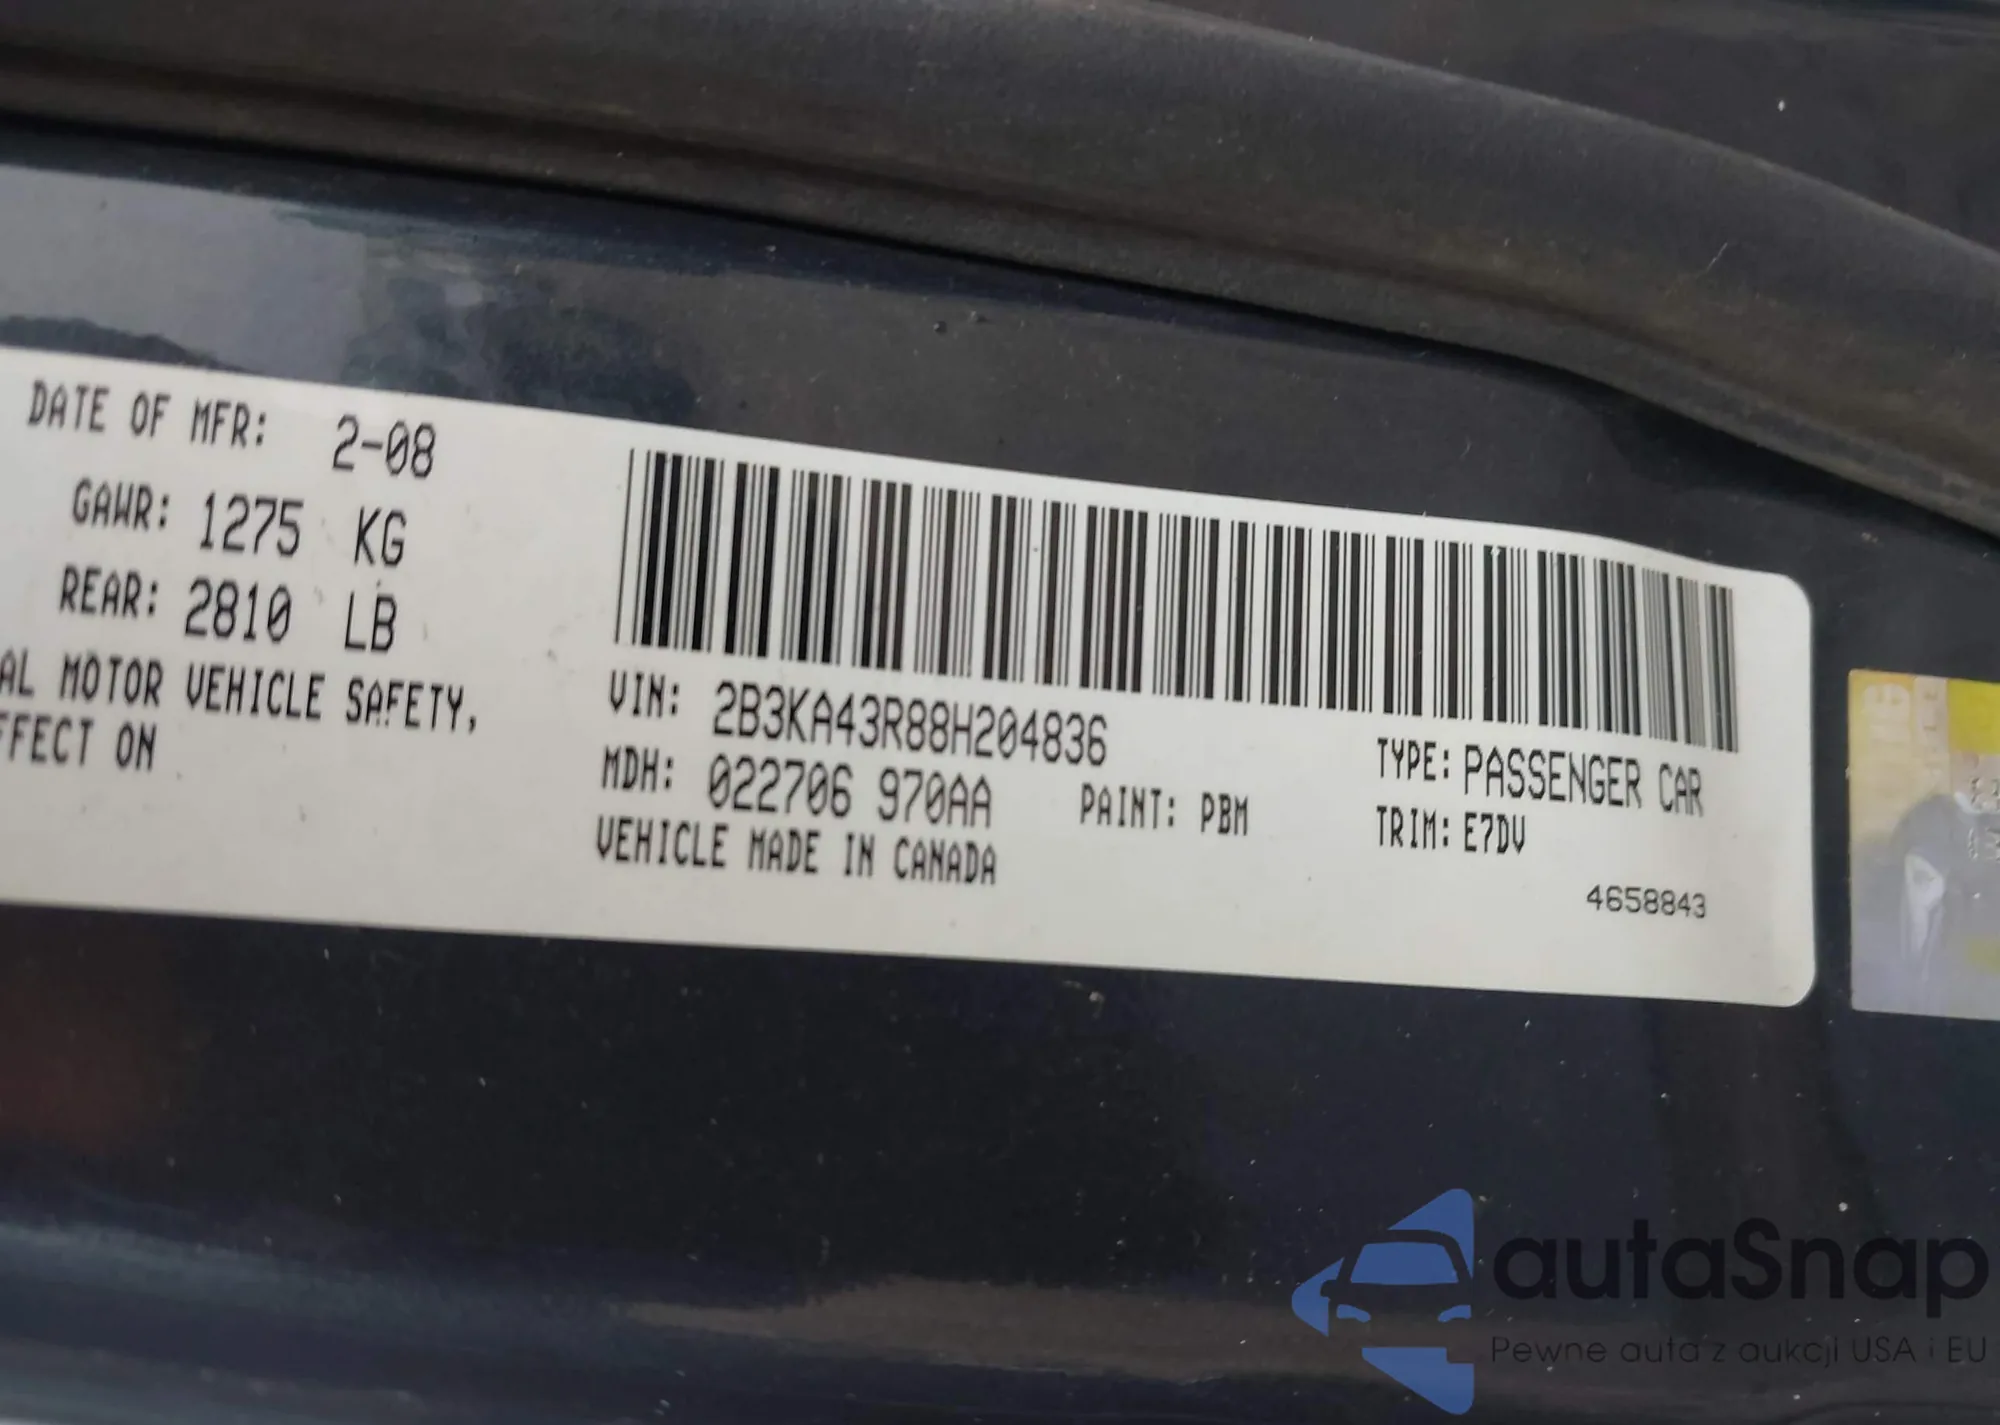 DATE OF MFR: 2-08
GAWR: 1275 KG
REAR: 2810 LB
AL MOTOR VEHICLE SAFETY,
FFECT ON
VIN: 2B3KA43R88H204836
MDH: 022706 970AA
PAINT: PBM
VEHICLE MADE IN CANADA
TYPE: PASSENGER CAR
TRIM: E7DV
4658843
autaSnap
Pewne auta z aukcji USA i EU